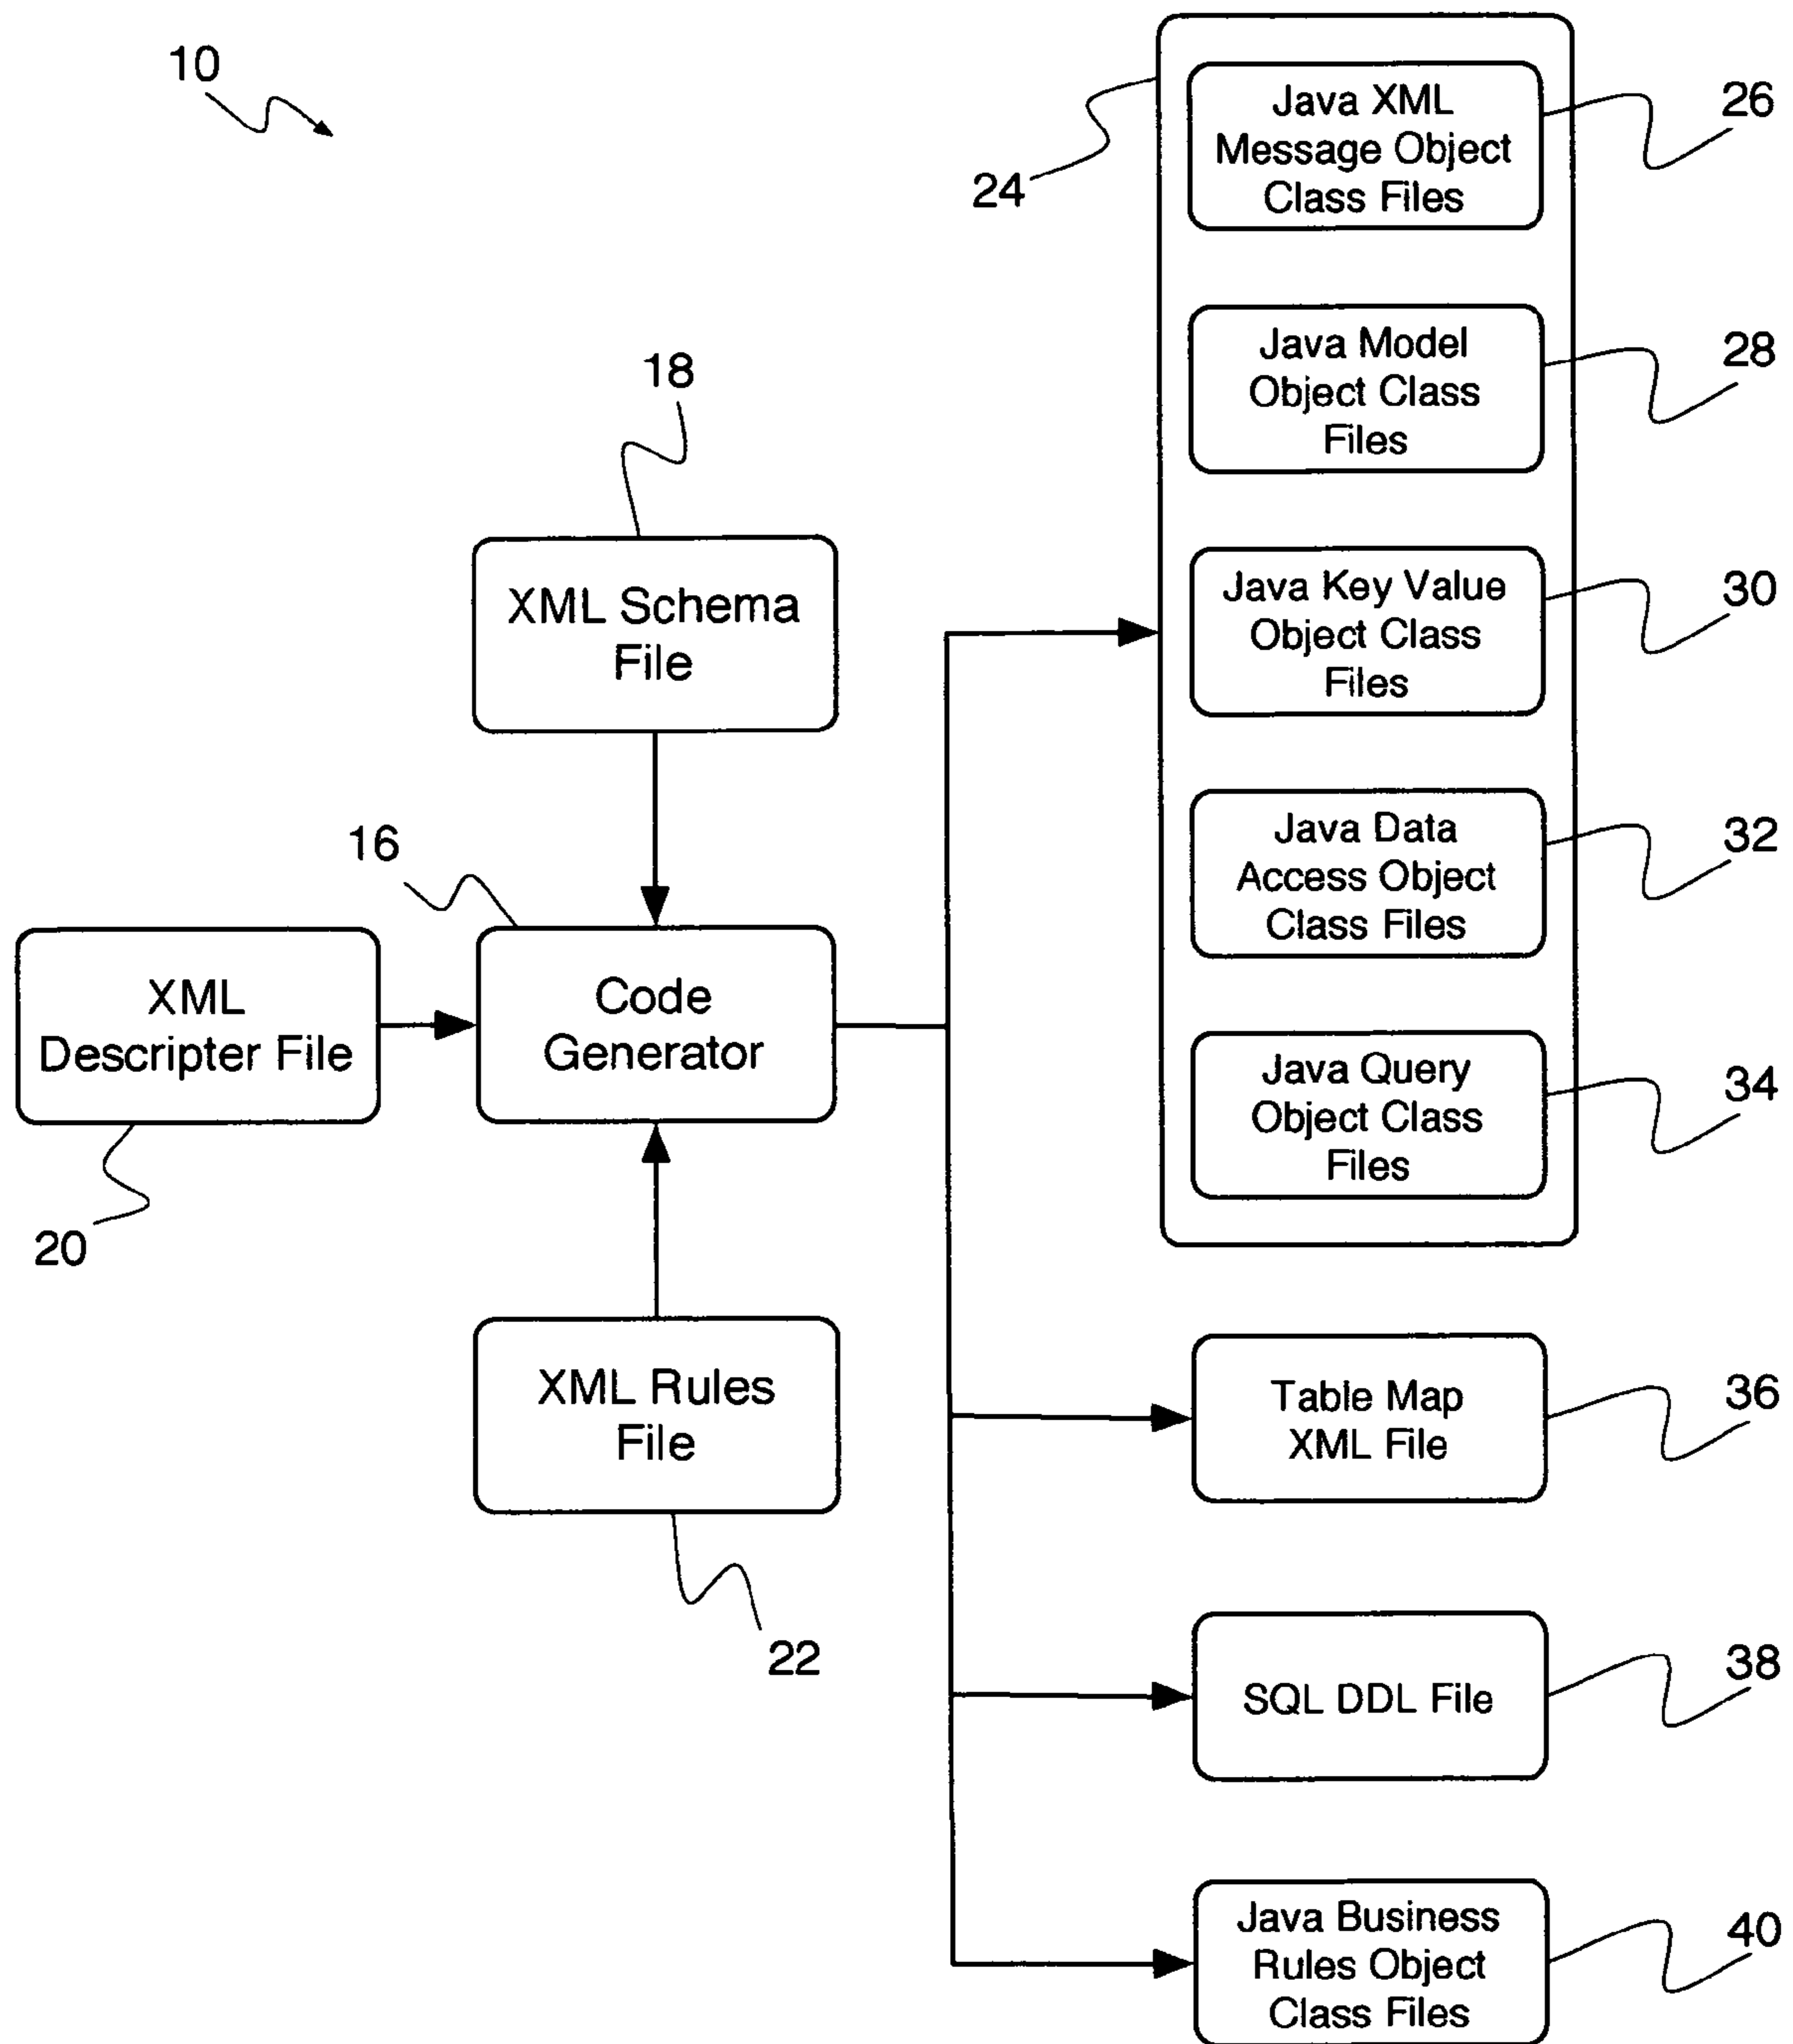 10
24
Java XML
Message Object
Class Files
26
Java Model
Object Class
Files
28
18
XML Schema
File
Java Key Value
Object Class
Files
30
16
Java Data
Access Object
Class Files
32
XML
Descripter File
20
Code
Generator
Java Query
Object Class
Files
34
XML Rules
File
22
Table Map
XML File
36
SQL DDL File
38
Java Business
Rules Object
Class Files
40